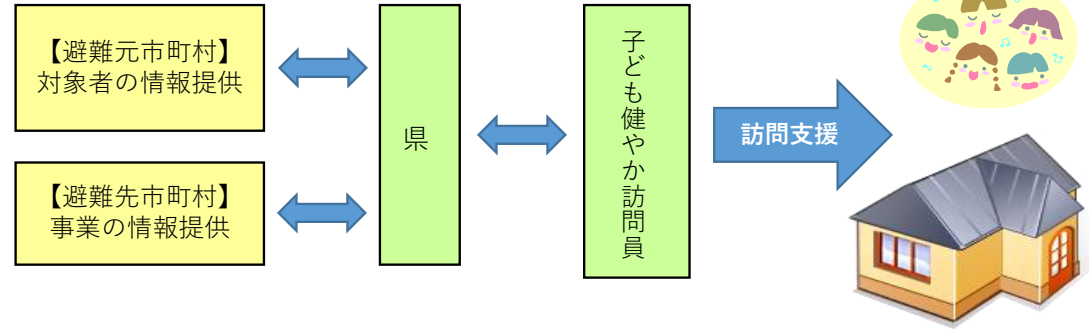 【避難元市町村】
対象者の情報提供
【避難先市町村】
事業の情報提供
県
子ども健やか訪問員
訪問支援